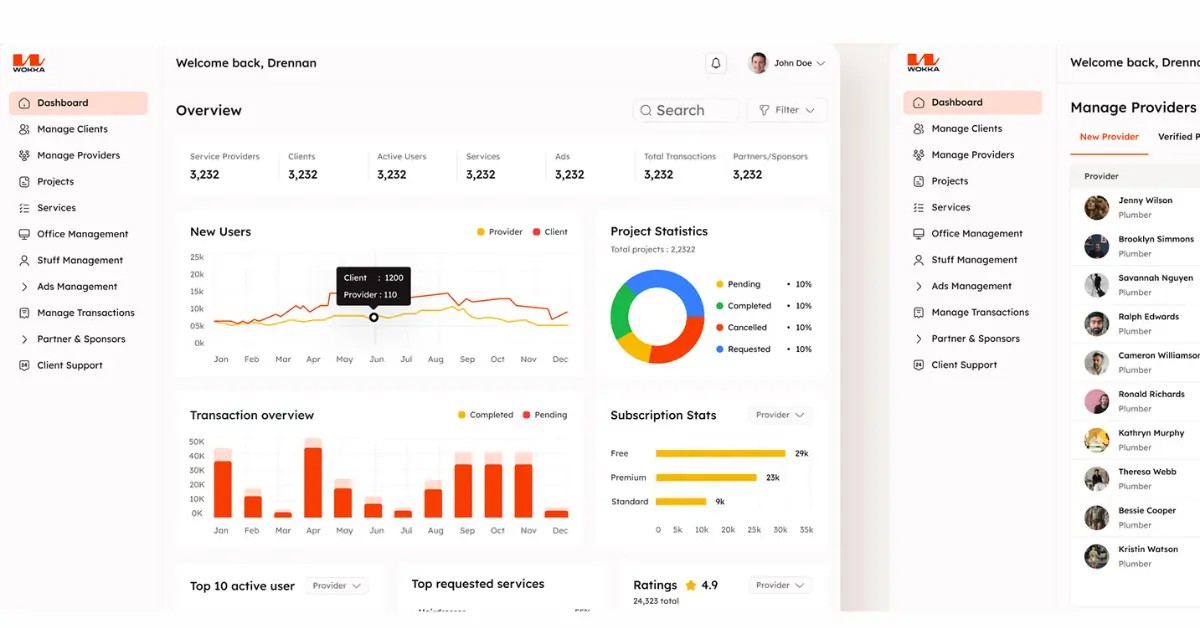 WOKKA
Welcome back, Drennan
John Doe
Dashboard
Manage Clients
Manage Providers
Projects
Services
Office Management
Stuff Management
Ads Management
Manage Transactions
Partner & Sponsors
Client Support
Overview
Search
Filter
Service Providers
3,232
Clients
3,232
Active Users
3,232
Services
3,232
Ads
3,232
Total Transactions
3,232
Partners/Sponsors
3,232
New Users
Provider
Client
25k
20k
15k
10k
05k
0k
Client : 1200
Provider : 110
Jan Feb Mar Apr May Jun Jul Aug Sep Oct Nov Dec
Project Statistics
Total projects : 2,2322
Pending • 10%
Completed • 10%
Cancelled • 10%
Requested • 10%
Transaction overview
Completed
Pending
50K
40K
30K
20K
10K
0K
Jan Feb Mar Apr May Jun Jul Aug Sep Oct Nov Dec
Subscription Stats
Provider
Free 29k
Premium 23k
Standard 9k
0 5k 10k 20k 25k 30k 35k
Top 10 active user
Provider
Top requested services
Ratings 4.9
24,323 total
Provider
WOKKA
Welcome back, Drenn
Dashboard
Manage Clients
Manage Providers
Projects
Services
Office Management
Stuff Management
Ads Management
Manage Transactions
Partner & Sponsors
Client Support
Manage Providers
New Provider
Verified P
Provider
Jenny Wilson
Plumber
Brooklyn Simmons
Plumber
Savannah Nguyen
Plumber
Ralph Edwards
Plumber
Cameron Williamson
Plumber
Ronald Richards
Plumber
Kathryn Murphy
Plumber
Theresa Webb
Plumber
Bessie Cooper
Plumber
Kristin Watson
Plumber